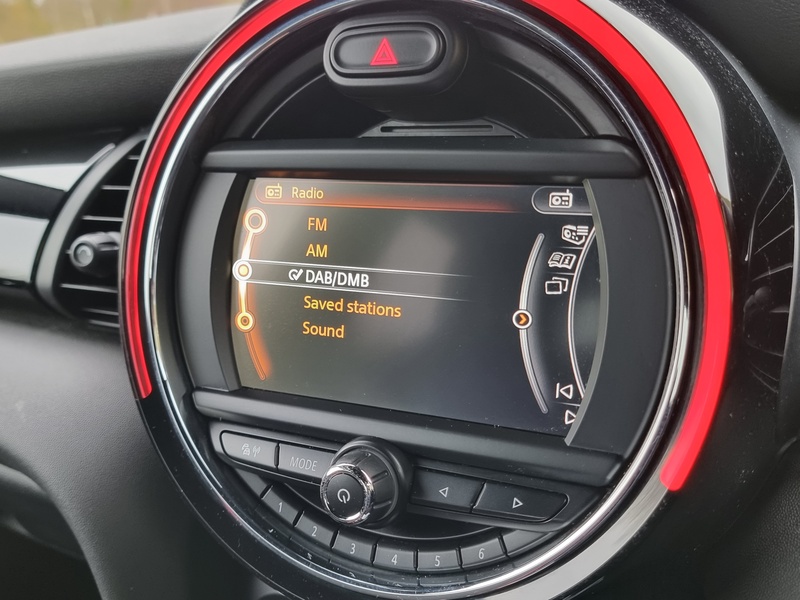 Radio
FM
AM
DAB/DMB
Saved stations
Sound
MODE
1
2
3
4
5
6